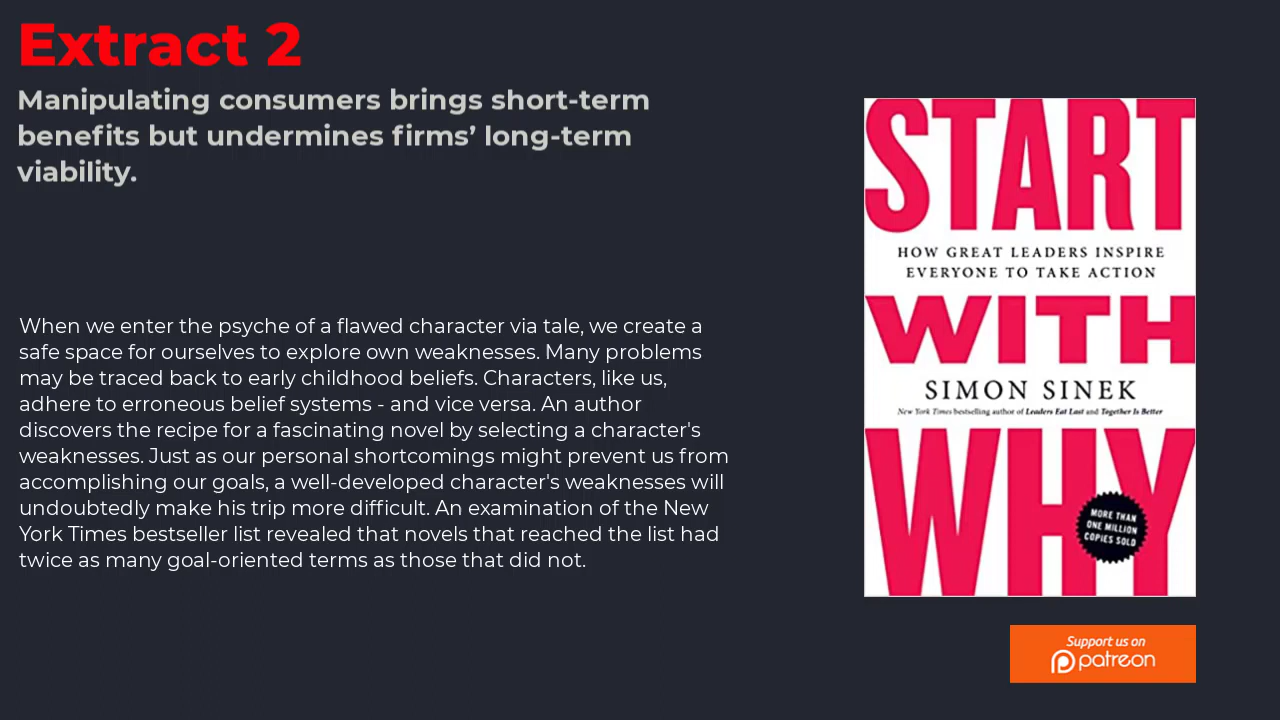 Extract 2
Manipulating consumers brings short-term
benefits but undermines firms’ long-term
viability.
When we enter the psyche of a flawed character via tale, we create a
safe space for ourselves to explore own weaknesses. Many problems
may be traced back to early childhood beliefs. Characters, like us,
adhere to erroneous belief systems - and vice versa. An author
discovers the recipe for a fascinating novel by selecting a character's
weaknesses. Just as our personal shortcomings might prevent us from
accomplishing our goals, a well-developed character's weaknesses will
undoubtedly make his trip more difficult. An examination of the New
York Times bestseller list revealed that novels that reached the list had
twice as many goal-oriented terms as those that did not.
START
HOW GREAT LEADERS INSPIRE
EVERYONE TO TAKE ACTION
WITH
SIMON SINEK
New York Times bestselling author of Leaders Eat Last and Together Is Better
WHY
MORE THAN
ONE MILLION
COPIES SOLD
Support us on
patreon